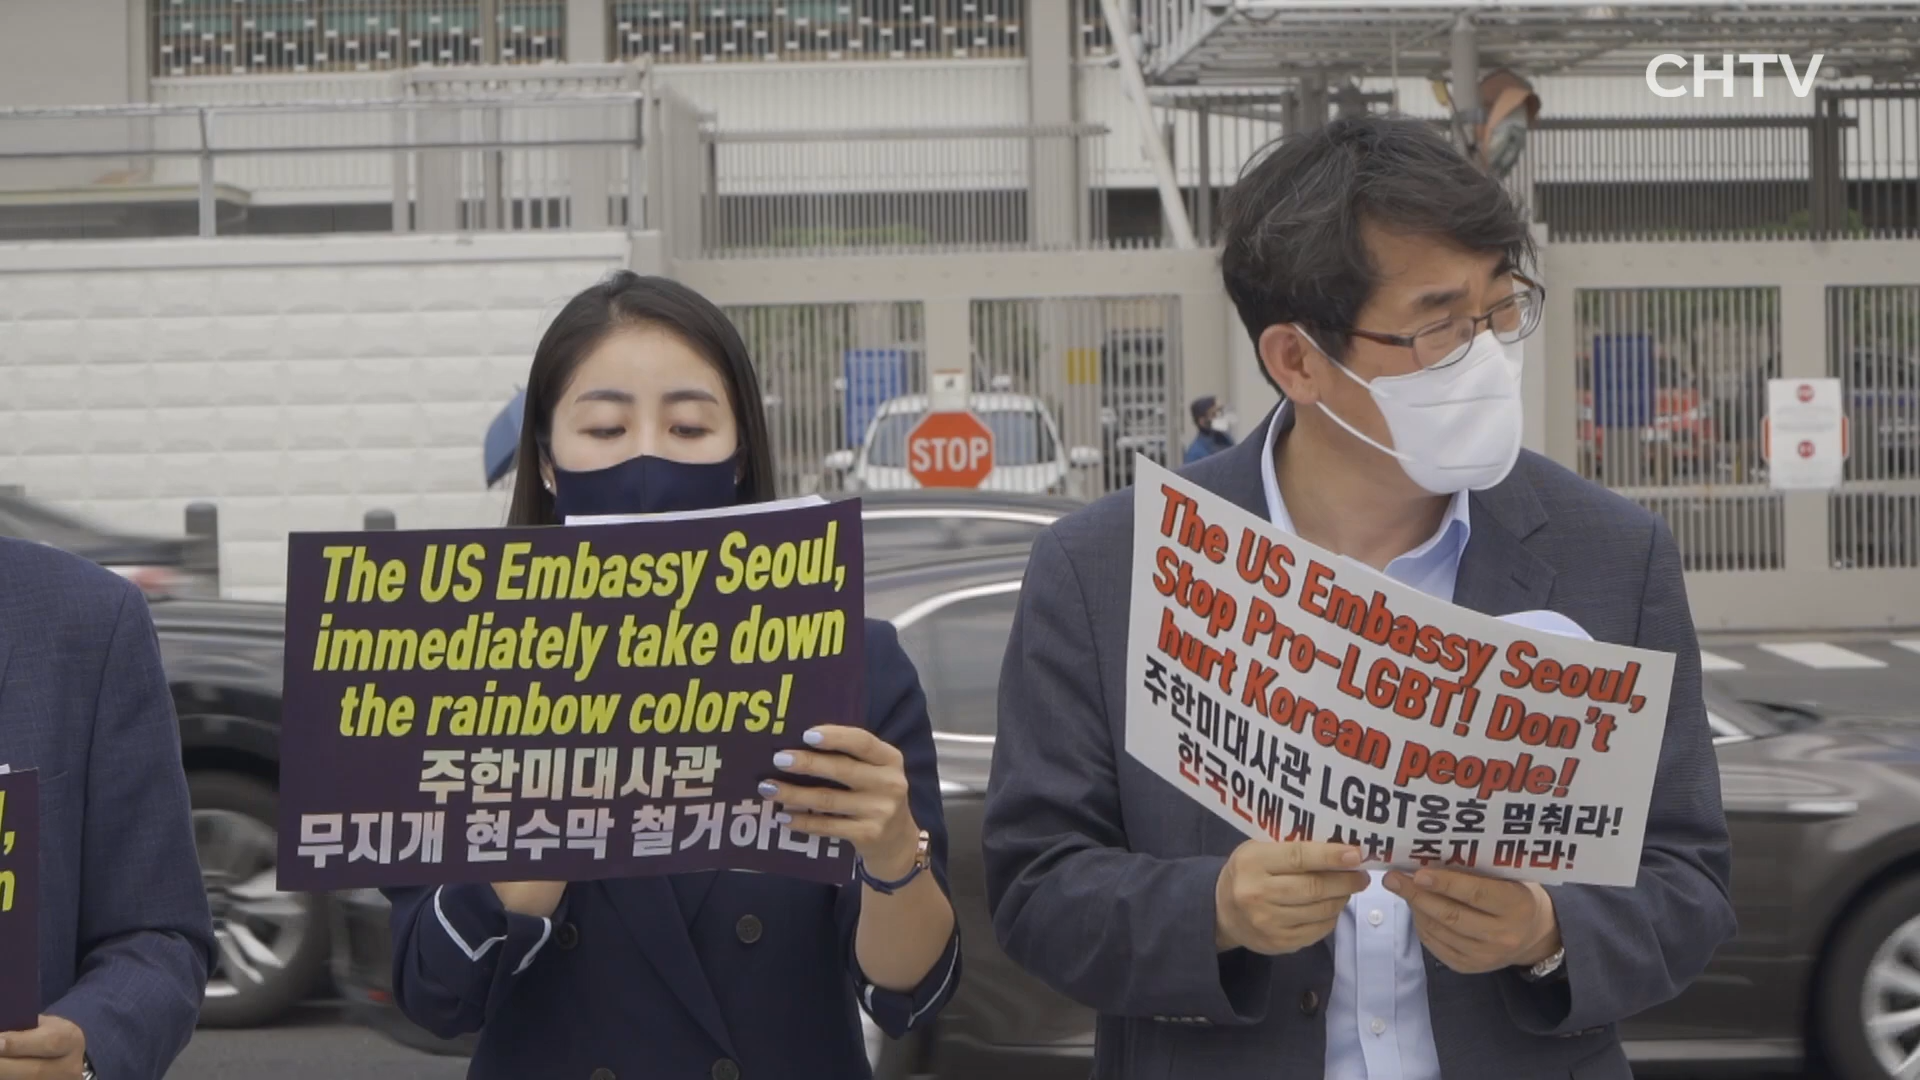 CHTV
STOP
The US Embassy Seoul,
immediately take down
the rainbow colors!
주한미대사관
무지개 현수막 철거하라!
The US Embassy Seoul,
Stop Pro-LGBT! Don't
hurt Korean people!
주한미대사관 LGBT옹호 멈춰라!
한국인에게 상처 주지 마라!